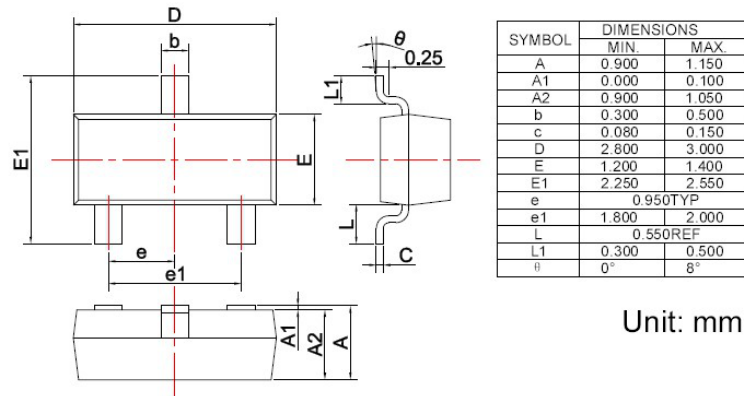 D
b
E1
E
e
e1
θ
0.25
L1
L
C
A1
A2
A
SYMBOL DIMENSIONS
MIN. MAX.
A 0.900 1.150
A1 0.000 0.100
A2 0.900 1.050
b 0.300 0.500
c 0.080 0.150
D 2.800 3.000
E 1.200 1.400
E1 2.250 2.550
e 0.950TYP
e1 1.800 2.000
L 0.550REF
L1 0.300 0.500
θ 0° 8°
Unit: mm